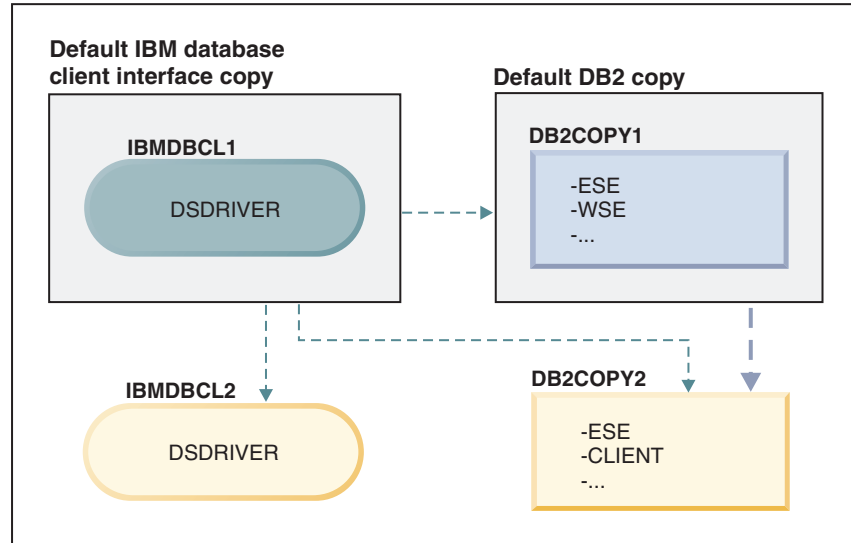 Default IBM database
client interface copy
IBMDBCL1
DSDRIVER
Default DB2 copy
DB2COPY1
-ESE
-WSE
-...
IBMDBCL2
DSDRIVER
DB2COPY2
-ESE
-CLIENT
-...